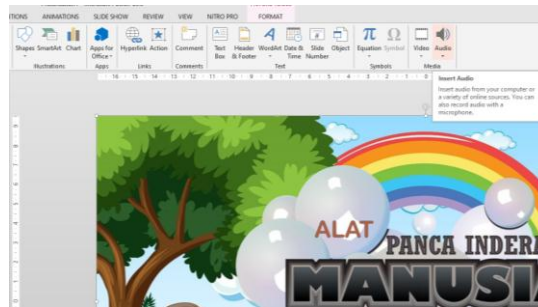 TIONS ANIMATIONS SLIDE SHOW REVIEW VIEW NITRO PRO FORMAT
Shapes SmartArt Chart Apps for Office Hyperlink Action Comment Text Box Header & Footer WordArt Date & Time Slide Number Object Equation Symbol Video Audio
Illustrations Apps Links Comments Text Symbols Media
Insert Audio
Insert audio from your computer or
a variety of online sources. You can
also record audio with a
microphone.
ALAT
PANCA INDERA
MANUSIA